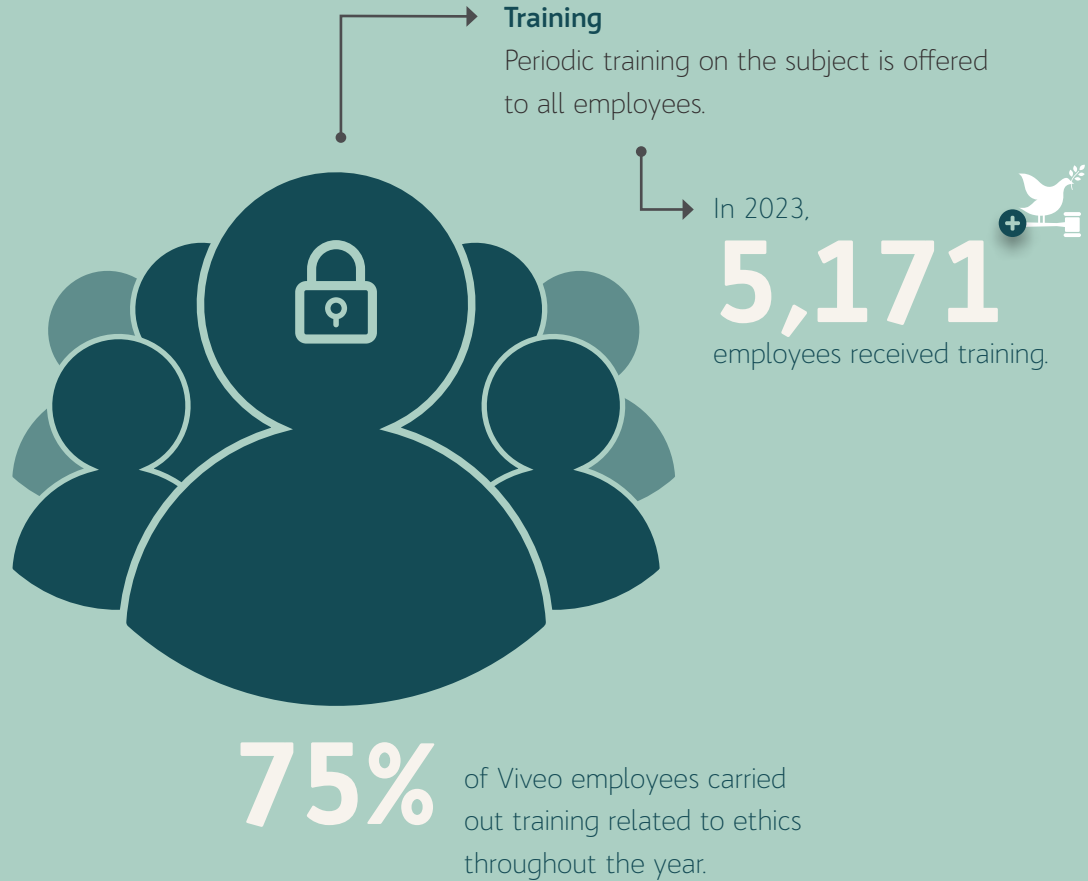 Training
Periodic training on the subject is offered
to all employees.
In 2023,
5,171
employees received training.
75%
of Viveo employees carried
out training related to ethics
throughout the year.